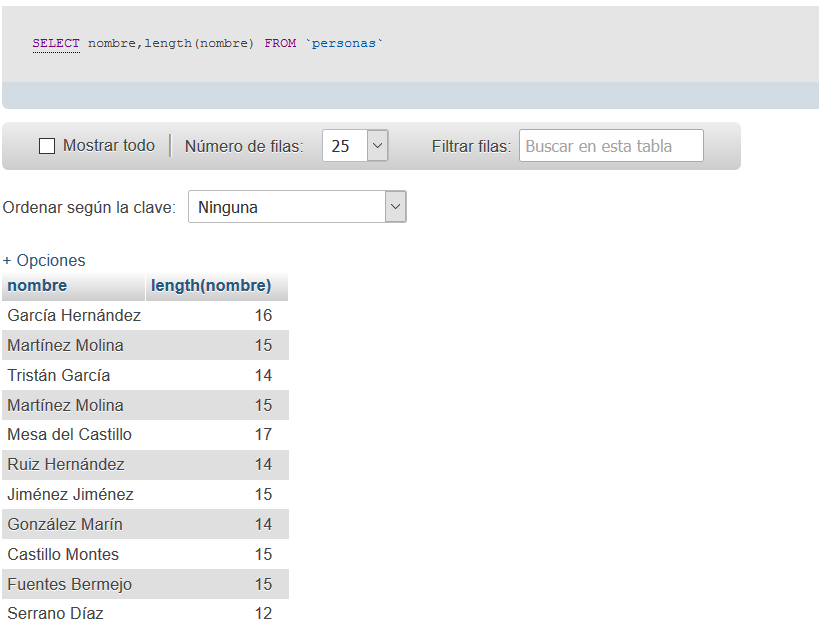 SELECT nombre,length(nombre) FROM `personas`
Mostrar todo Número de filas: 25 Filtrar filas: Buscar en esta tabla
Ordenar según la clave: Ninguna
+ Opciones
nombre length(nombre)
García Hernández 16
Martínez Molina 15
Tristán García 14
Martínez Molina 15
Mesa del Castillo 17
Ruiz Hernández 14
Jiménez Jiménez 15
González Marín 14
Castillo Montes 15
Fuentes Bermejo 15
Serrano Díaz 12